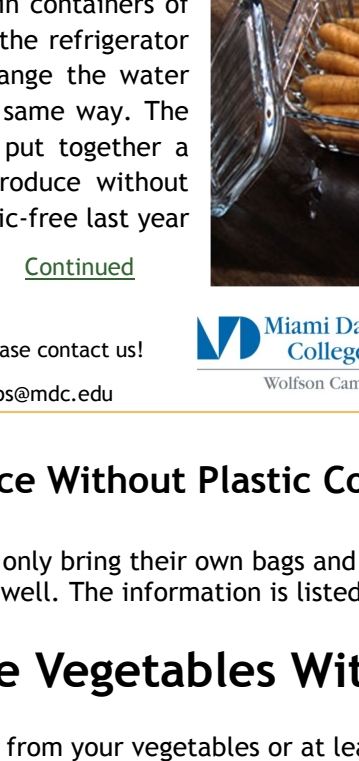 in containers of
the refrigerator
ange the water
same way. The
put together a
roduce without
ic-free last year
Continued
ase contact us!
os@mdc.edu
Miami Da
College
Wolfson Cam
ce Without Plastic Co
only bring their own bags and
well. The information is listed
e Vegetables Wit
from your vegetables or at lea